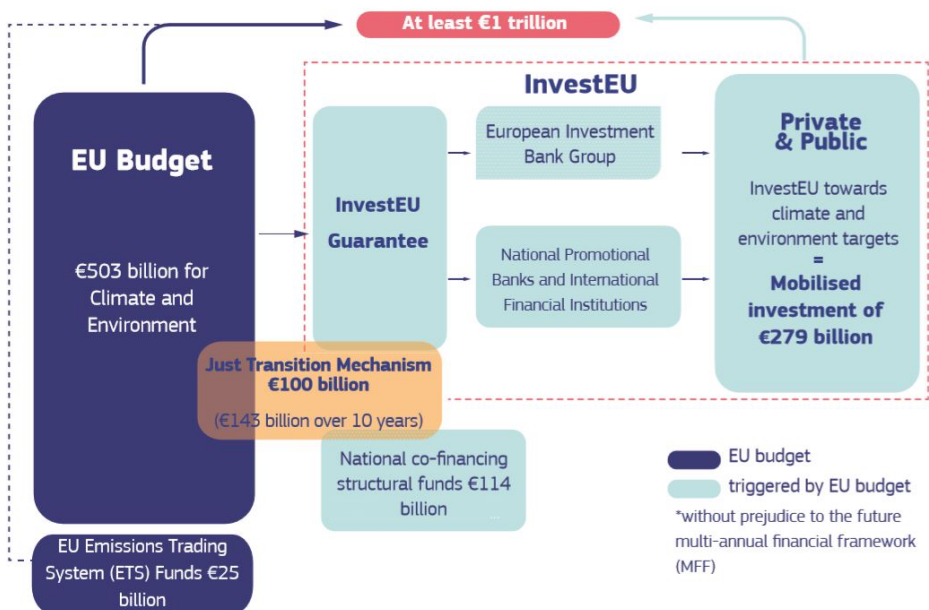 At least €1 trillion
EU Budget
€503 billion for
Climate and
Environment
InvestEU
InvestEU
Guarantee
European Investment
Bank Group
National Promotional
Banks and International
Financial Institutions
Private
& Public
InvestEU towards
climate and
environment targets
=
Mobilised
investment of
€279 billion
Just Transition Mechanism
€100 billion
(€143 billion over 10 years)
National co-financing
structural funds €114
billion
EU Emissions Trading
System (ETS) Funds €25
billion
EU budget
triggered by EU budget
*without prejudice to the future
multi-annual financial framework
(MFF)